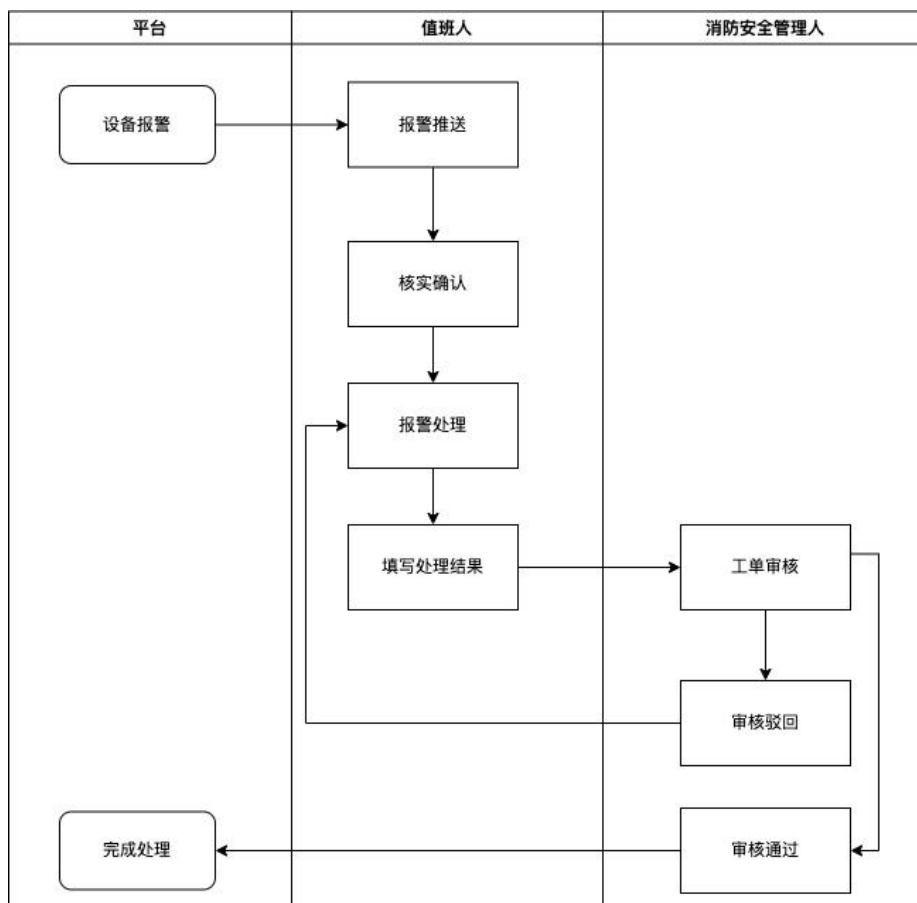 平台
值班人
消防安全管理人
设备报警
报警推送
核实确认
报警处理
填写处理结果
工单审核
审核驳回
完成处理
审核通过